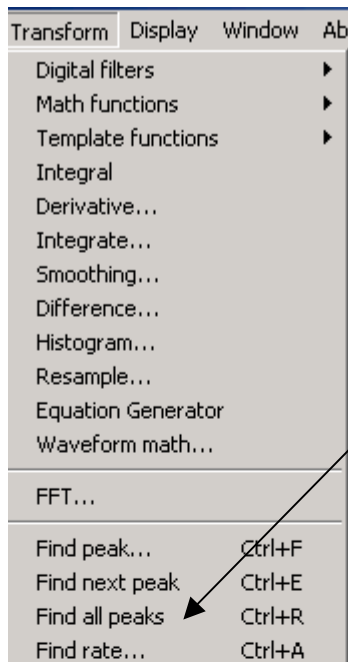 Transform Display Window Ab
Digital filters
Math functions
Template functions
Integral
Derivative...
Integrate...
Smoothing...
Difference...
Histogram...
Resample...
Equation Generator
Waveform math...
FFT...
Find peak... Ctrl+F
Find next peak Ctrl+E
Find all peaks Ctrl+R
Find rate... Ctrl+A